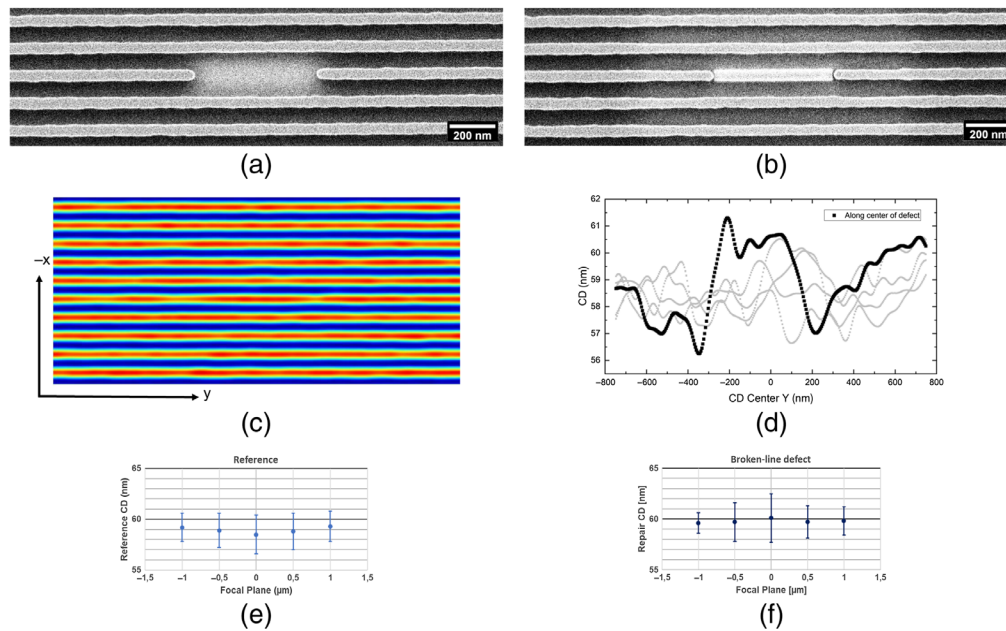 200 nm
200 nm
(a)
(b)
–x
y
(c)
62
61
60
59
58
57
56
CD (nm)
Along center of defect
–800 –600 –400 –200 0 200 400 600 800
CD Center Y (nm)
(d)
Reference
65
60
55
Reference CD (nm)
–1,5 –1 –0,5 0 0,5 1 1,5
Focal Plane (µm)
(e)
Broken-line defect
65
60
55
Repair CD [nm]
–1,5 –1 –0,5 0 0,5 1 1,5
Focal Plane [µm]
(f)